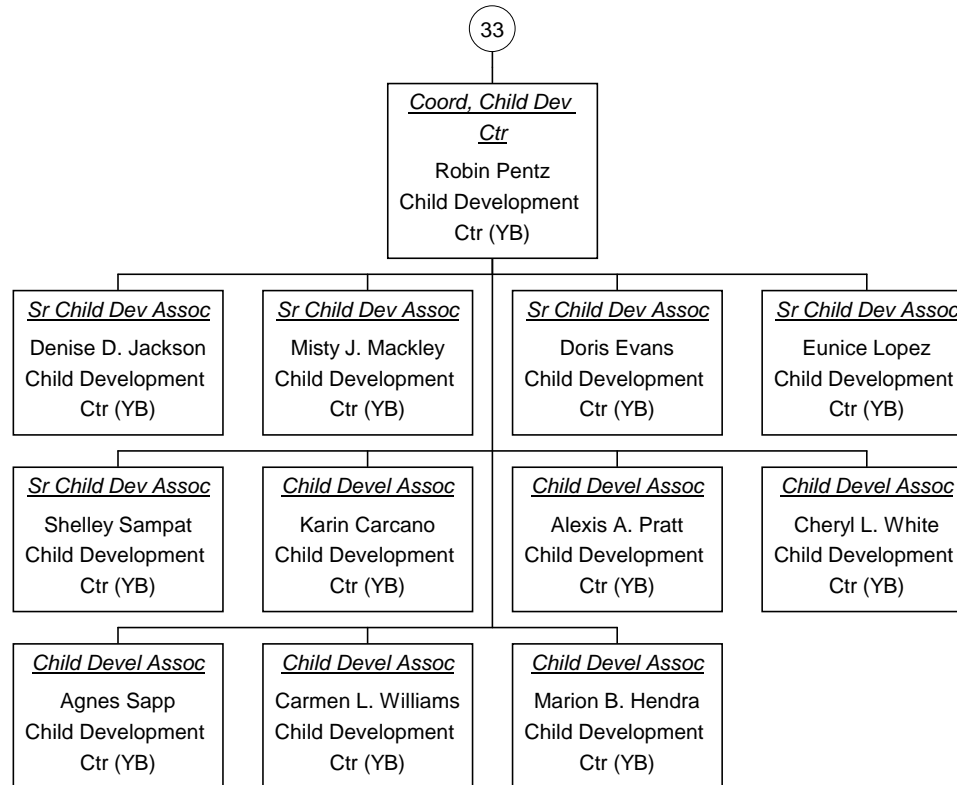 33
Coord, Child Dev
Ctr
Robin Pentz
Child Development
Ctr (YB)
Sr Child Dev Assoc
Denise D. Jackson
Child Development
Ctr (YB)
Sr Child Dev Assoc
Misty J. Mackley
Child Development
Ctr (YB)
Sr Child Dev Assoc
Doris Evans
Child Development
Ctr (YB)
Sr Child Dev Assoc
Eunice Lopez
Child Development
Ctr (YB)
Sr Child Dev Assoc
Shelley Sampat
Child Development
Ctr (YB)
Child Devel Assoc
Karin Carcano
Child Development
Ctr (YB)
Child Devel Assoc
Alexis A. Pratt
Child Development
Ctr (YB)
Child Devel Assoc
Cheryl L. White
Child Development
Ctr (YB)
Child Devel Assoc
Agnes Sapp
Child Development
Ctr (YB)
Child Devel Assoc
Carmen L. Williams
Child Development
Ctr (YB)
Child Devel Assoc
Marion B. Hendra
Child Development
Ctr (YB)